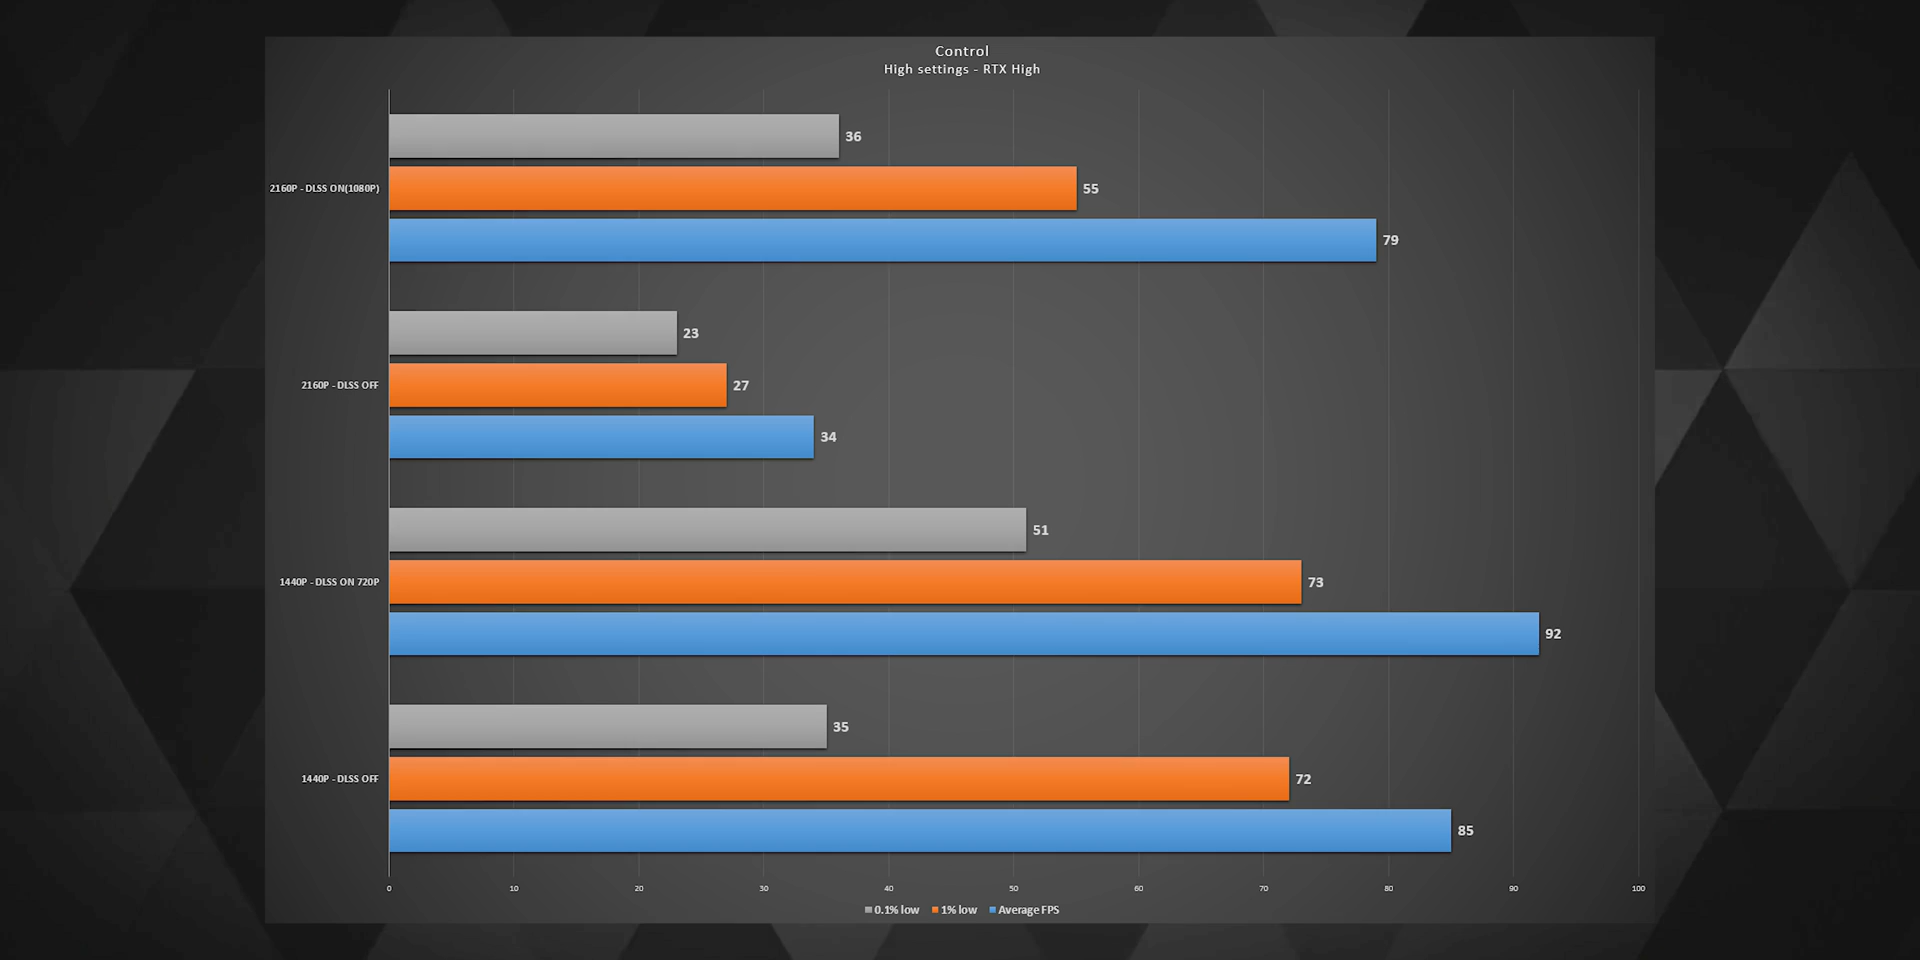 Control
High settings - RTX High
36
2160P - DLSS ON(1080P)
55
79
23
2160P - DLSS OFF
27
34
51
1440P - DLSS ON 720P
73
92
35
1440P - DLSS OFF
72
85
0 10 20 30 40 50 60 70 80 90 100
0.1% low 1% low Average FPS